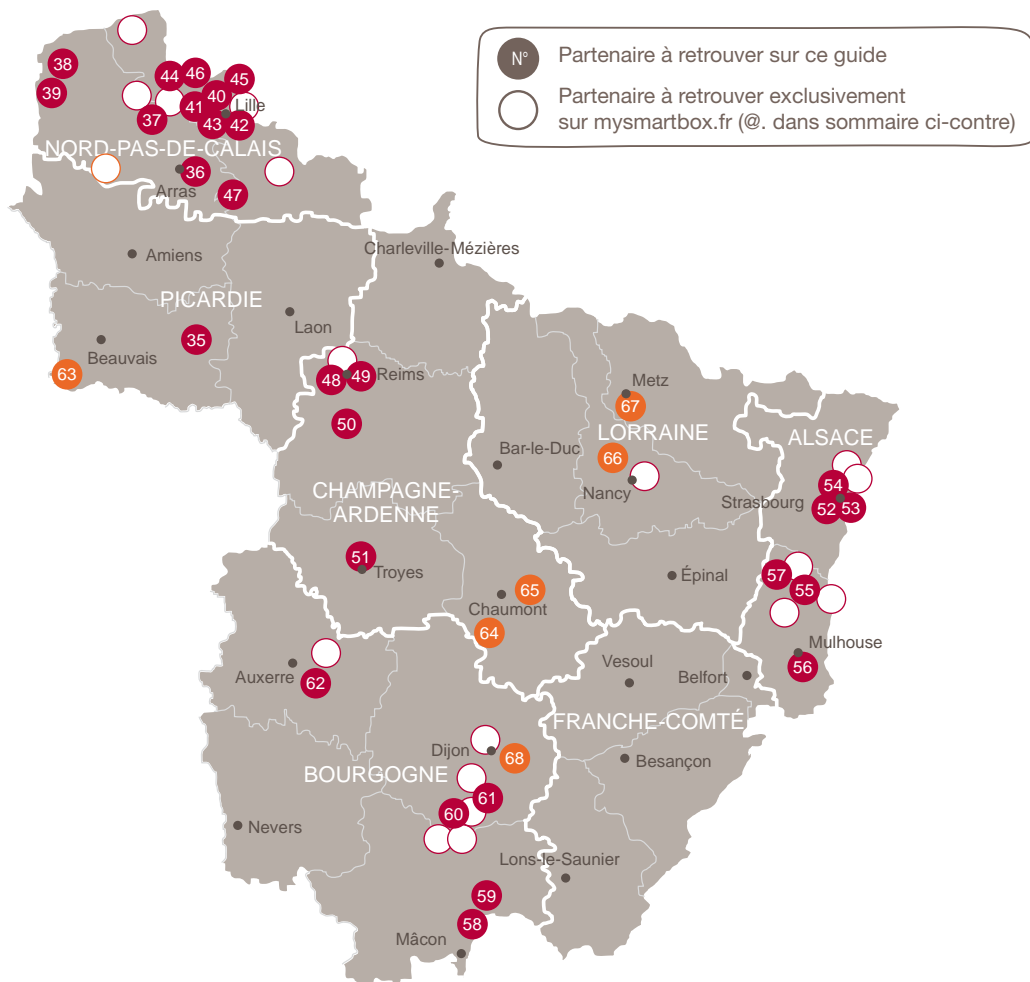 N° Partenaire à retrouver sur ce guide
Partenaire à retrouver exclusivement
sur mysmartbox.fr (@. dans sommaire ci-contre)
38
39
44
46
45
40
41
Lille
37
43
42
NORD-PAS-DE-CALAIS
36
Arras
47
Amiens
Charleville-Mézières
PICARDIE
Laon
35
Beauvais
63
48
49
Reims
50
Metz
67
LORRAINE
ALSACE
Bar-le-Duc
66
Nancy
54
Strasbourg
52
53
CHAMPAGNE-
ARDENNE
51
Troyes
Épinal
57
55
65
Chaumont
64
Mulhouse
56
Auxerre
62
Vesoul
Belfort
FRANCHE-COMTÉ
Dijon
68
BOURGOGNE
Besançon
61
60
Nevers
Lons-le-Saunier
59
58
Mâcon